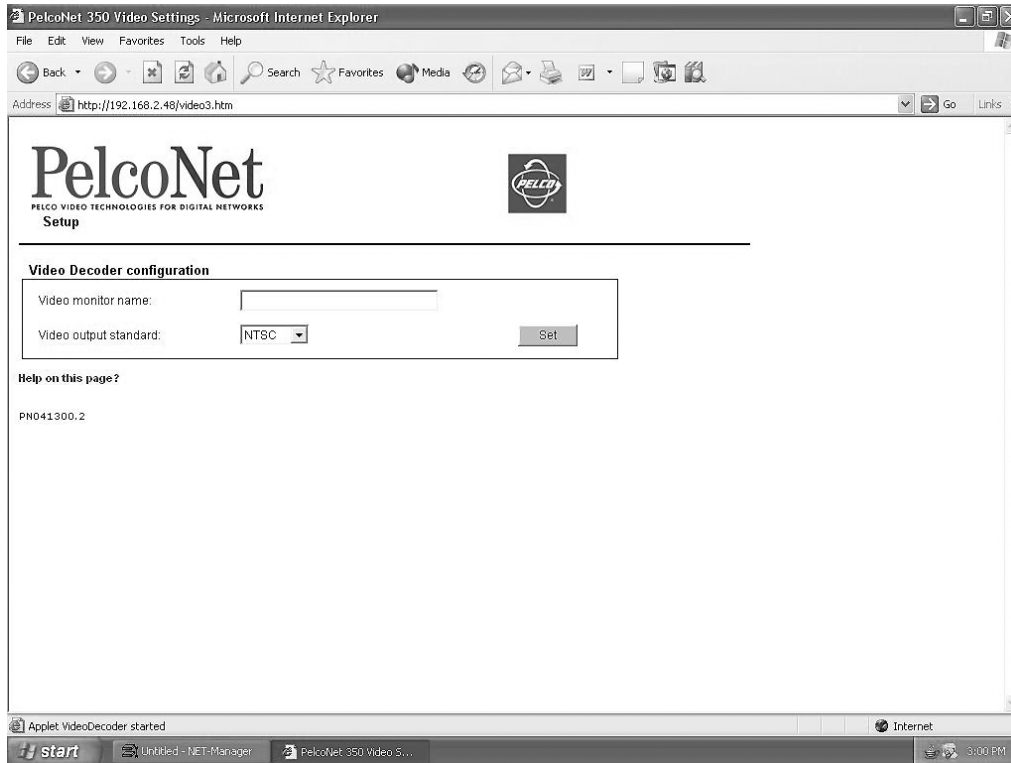 PelcoNet 350 Video Settings - Microsoft Internet Explorer
File Edit View Favorites Tools Help
Back Search Favorites Media
Address http://192.168.2.48/video3.htm Go Links
PelcoNet
PELCO VIDEO TECHNOLOGIES FOR DIGITAL NETWORKS
PELCO
Setup
Video Decoder configuration
Video monitor name:
Video output standard: NTSC Set
Help on this page?
PN041300.2
Applet VideoDecoder started Internet
start Untitled - NET-Manager PelcoNet 350 Video S... 3:00 PM